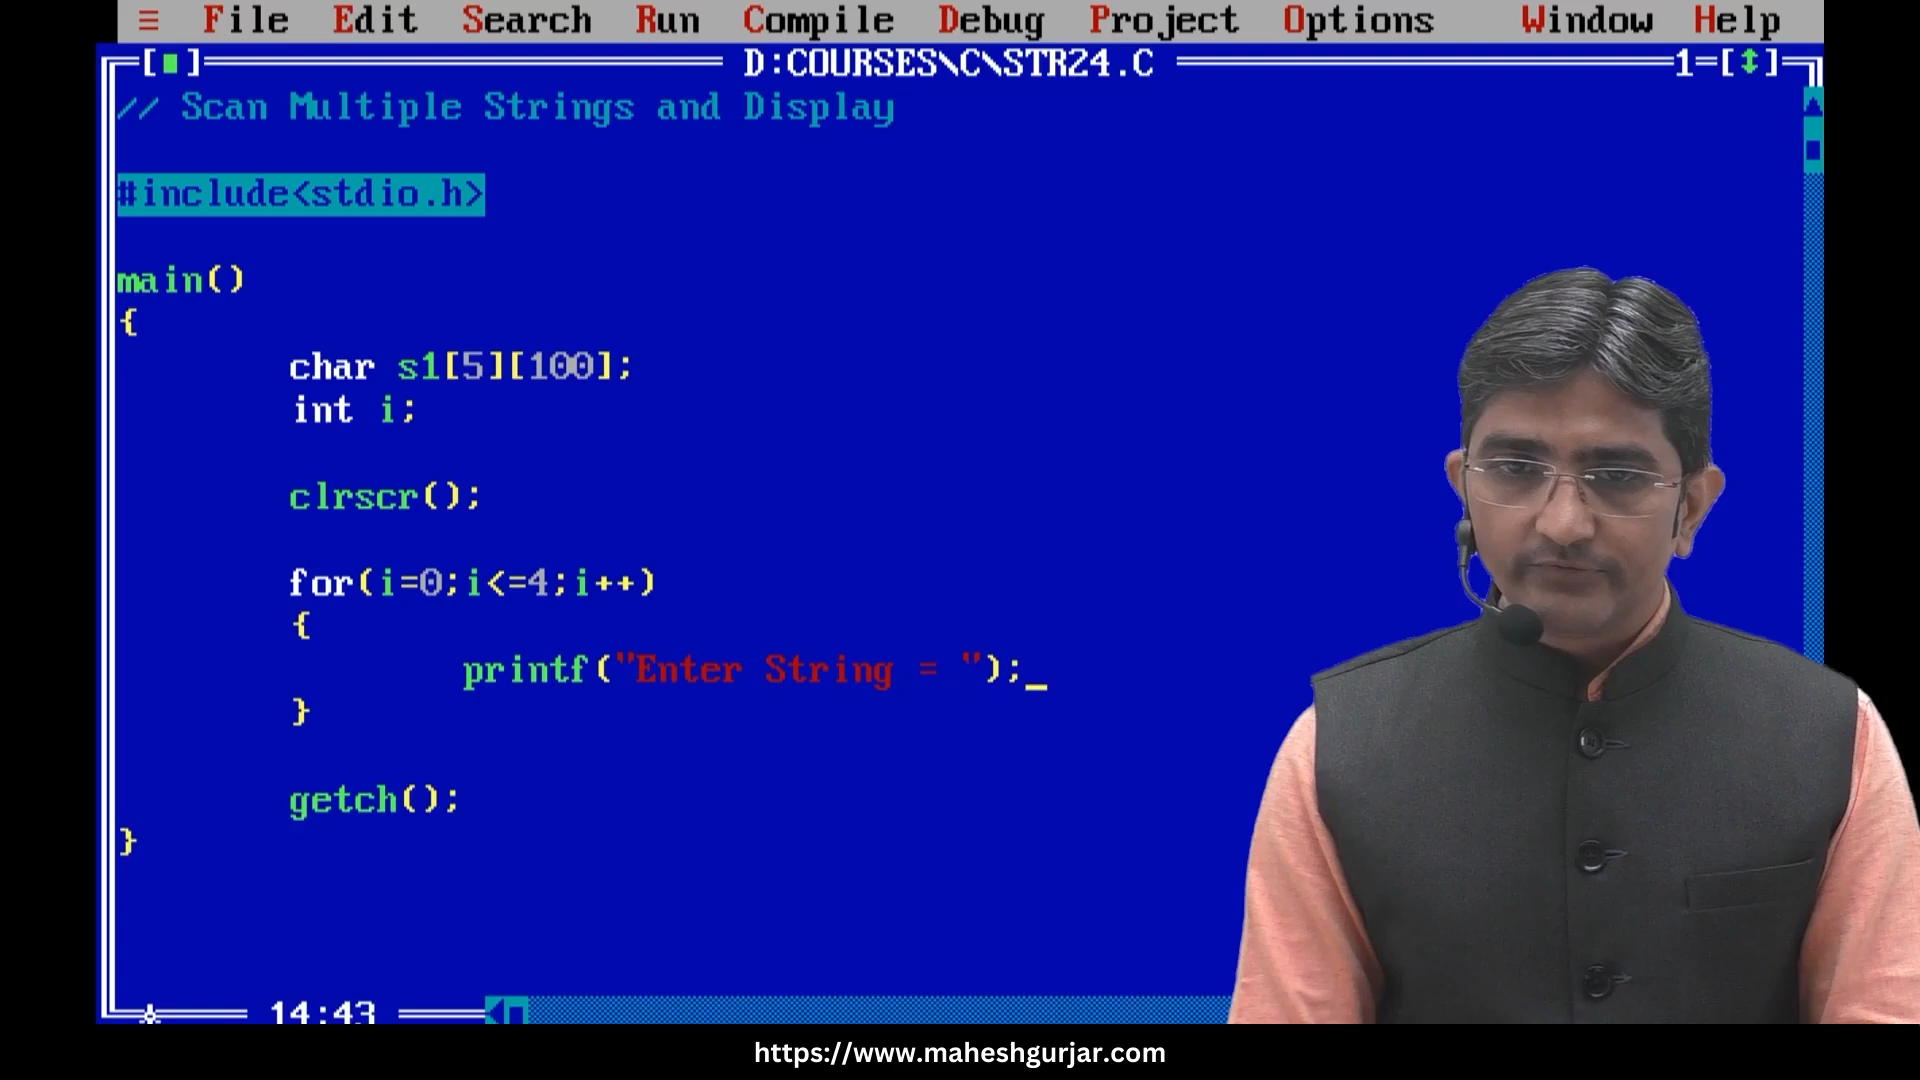 ≡ File Edit Search Run Compile Debug Project Options Window Help
[■] D:COURSES\C\STR24.C 1=[↕]
// Scan Multiple Strings and Display
#include<stdio.h>
main()
{
char s1[5][100];
int i;
clrscr();
for(i=0;i<=4;i++)
{
printf("Enter String = ");_
}
getch();
}
14:43
https://www.maheshgurjar.com